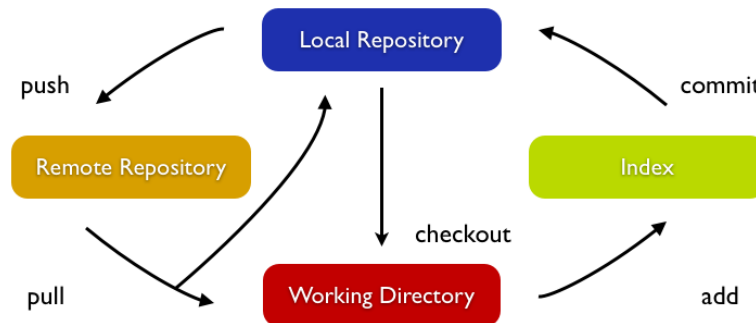 Local Repository
push
commit
Remote Repository
Index
checkout
pull
Working Directory
add